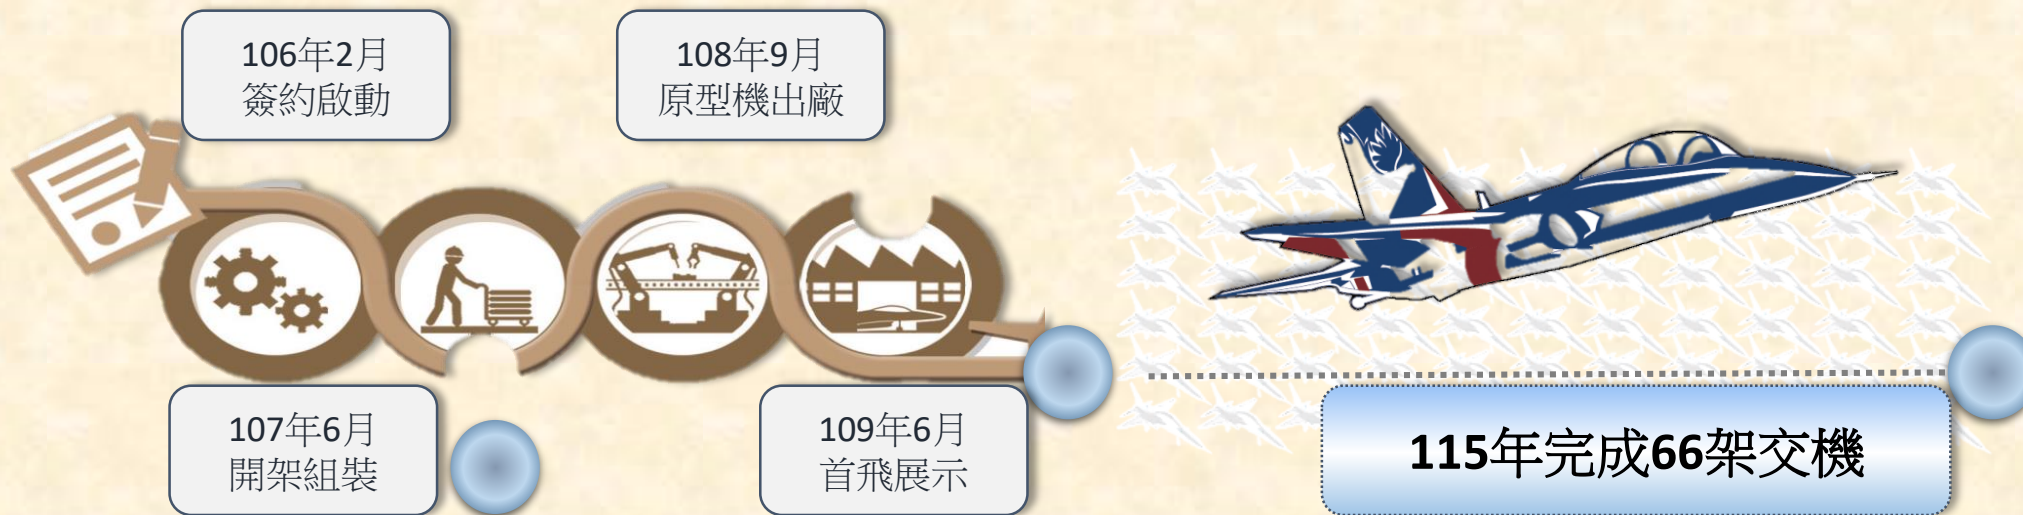 106年2月
簽約啟動
108年9月
原型機出廠
107年6月
開架組裝
109年6月
首飛展示
115年完成66架交機